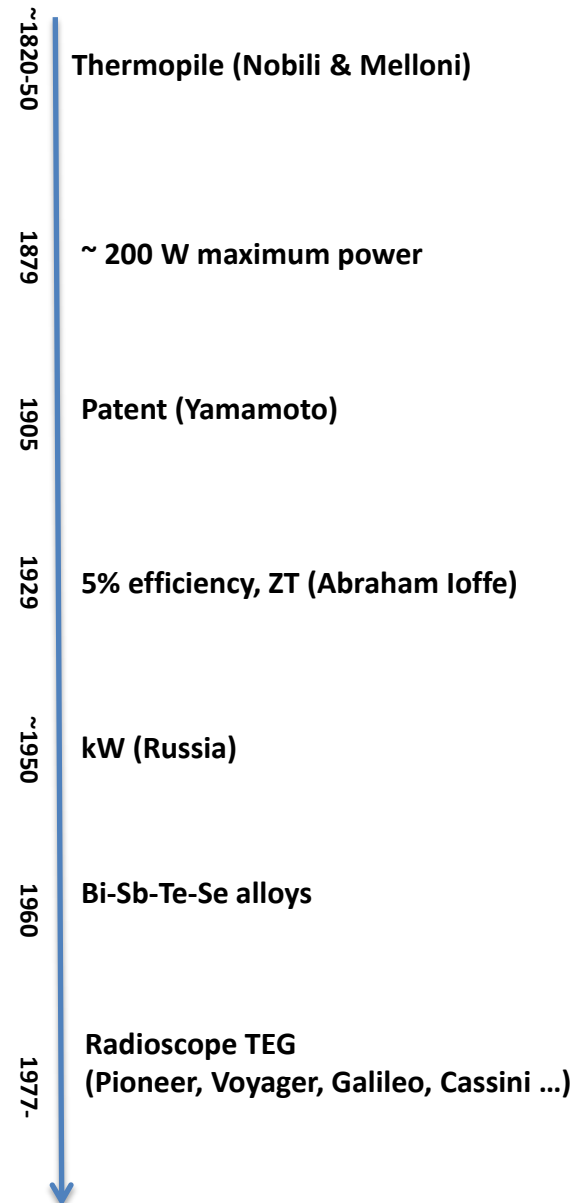 ~1820-50
Thermopile (Nobili & Melloni)
1879
~ 200 W maximum power
1905
Patent (Yamamoto)
1929
5% efficiency, ZT (Abraham Ioffe)
~1950
kW (Russia)
1960
Bi-Sb-Te-Se alloys
1977-
Radioscope TEG
(Pioneer, Voyager, Galileo, Cassini …)